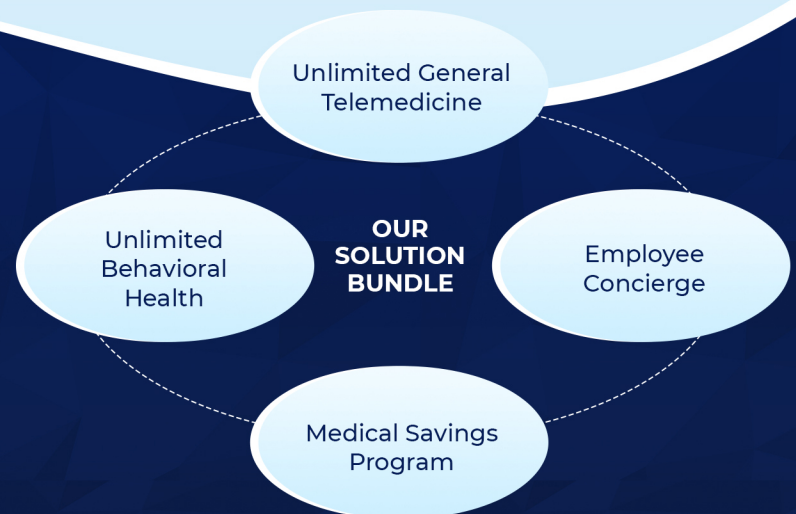 Unlimited General
Telemedicine
Unlimited
Behavioral
Health
OUR
SOLUTION
BUNDLE
Employee
Concierge
Medical Savings
Program